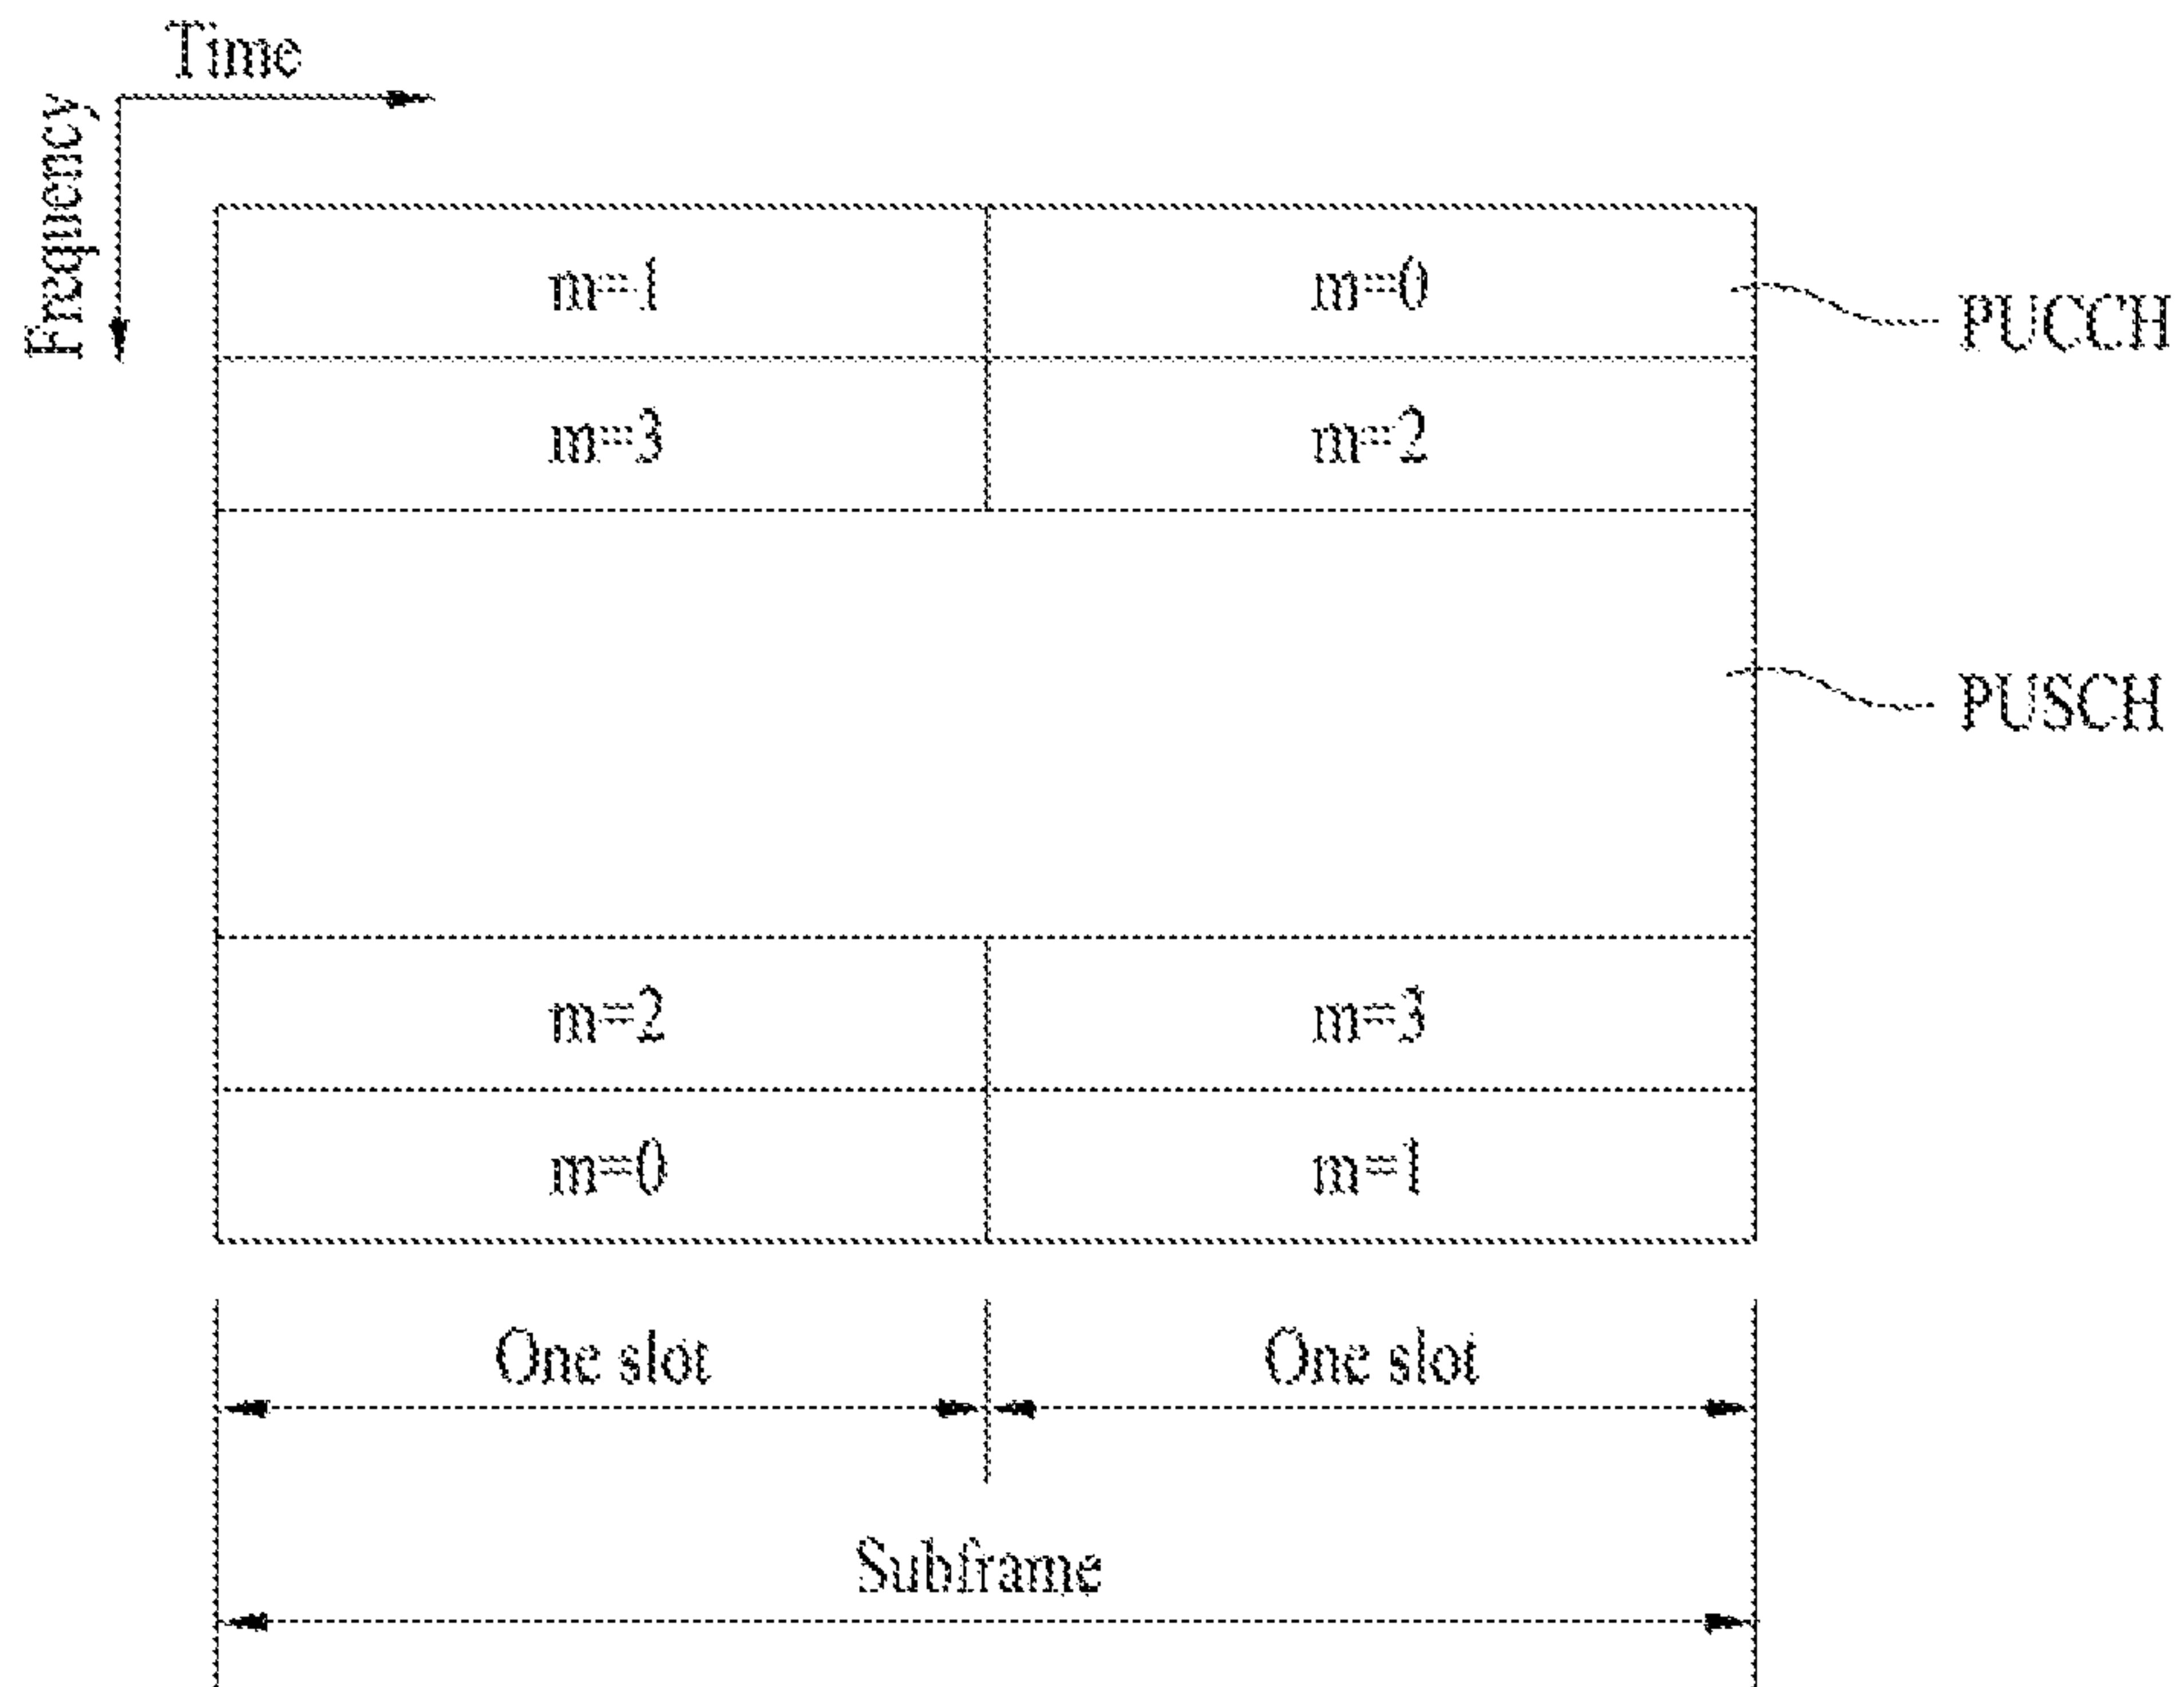 Time
Frequency
m=1 m=0
PUCCH
m=3 m=2
PUSCH
m=2 m=3
m=0 m=1
One slot One slot
Subframe